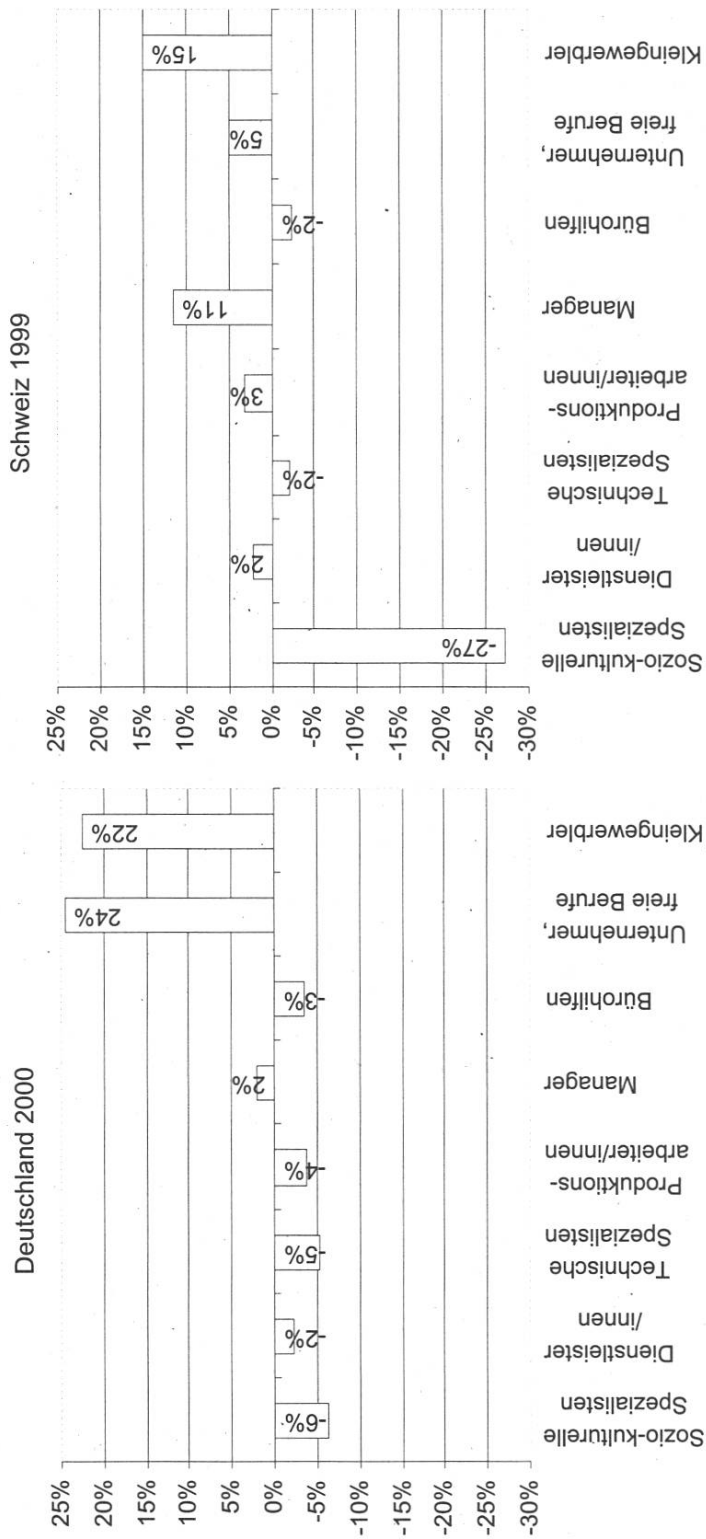 Deutschland 2000
25%
20%
15%
10%
5%
0%
-5%
-10%
-15%
-20%
-25%
-30%
-6%
-2%
-5%
-4%
2%
-3%
24%
22%
Sozio-kulturelle
Spezialisten
Dienstleister
/innen
Technische
Spezialisten
Produktions-
arbeiter/innen
Manager
Bürohilfen
Unternehmer,
freie Berufe
Kleingewerbler
Schweiz 1999
25%
20%
15%
10%
5%
0%
-5%
-10%
-15%
-20%
-25%
-30%
-27%
2%
-2%
3%
11%
-2%
5%
15%
Sozio-kulturelle
Spezialisten
Dienstleister
/innen
Technische
Spezialisten
Produktions-
arbeiter/innen
Manager
Bürohilfen
Unternehmer,
freie Berufe
Kleingewerbler